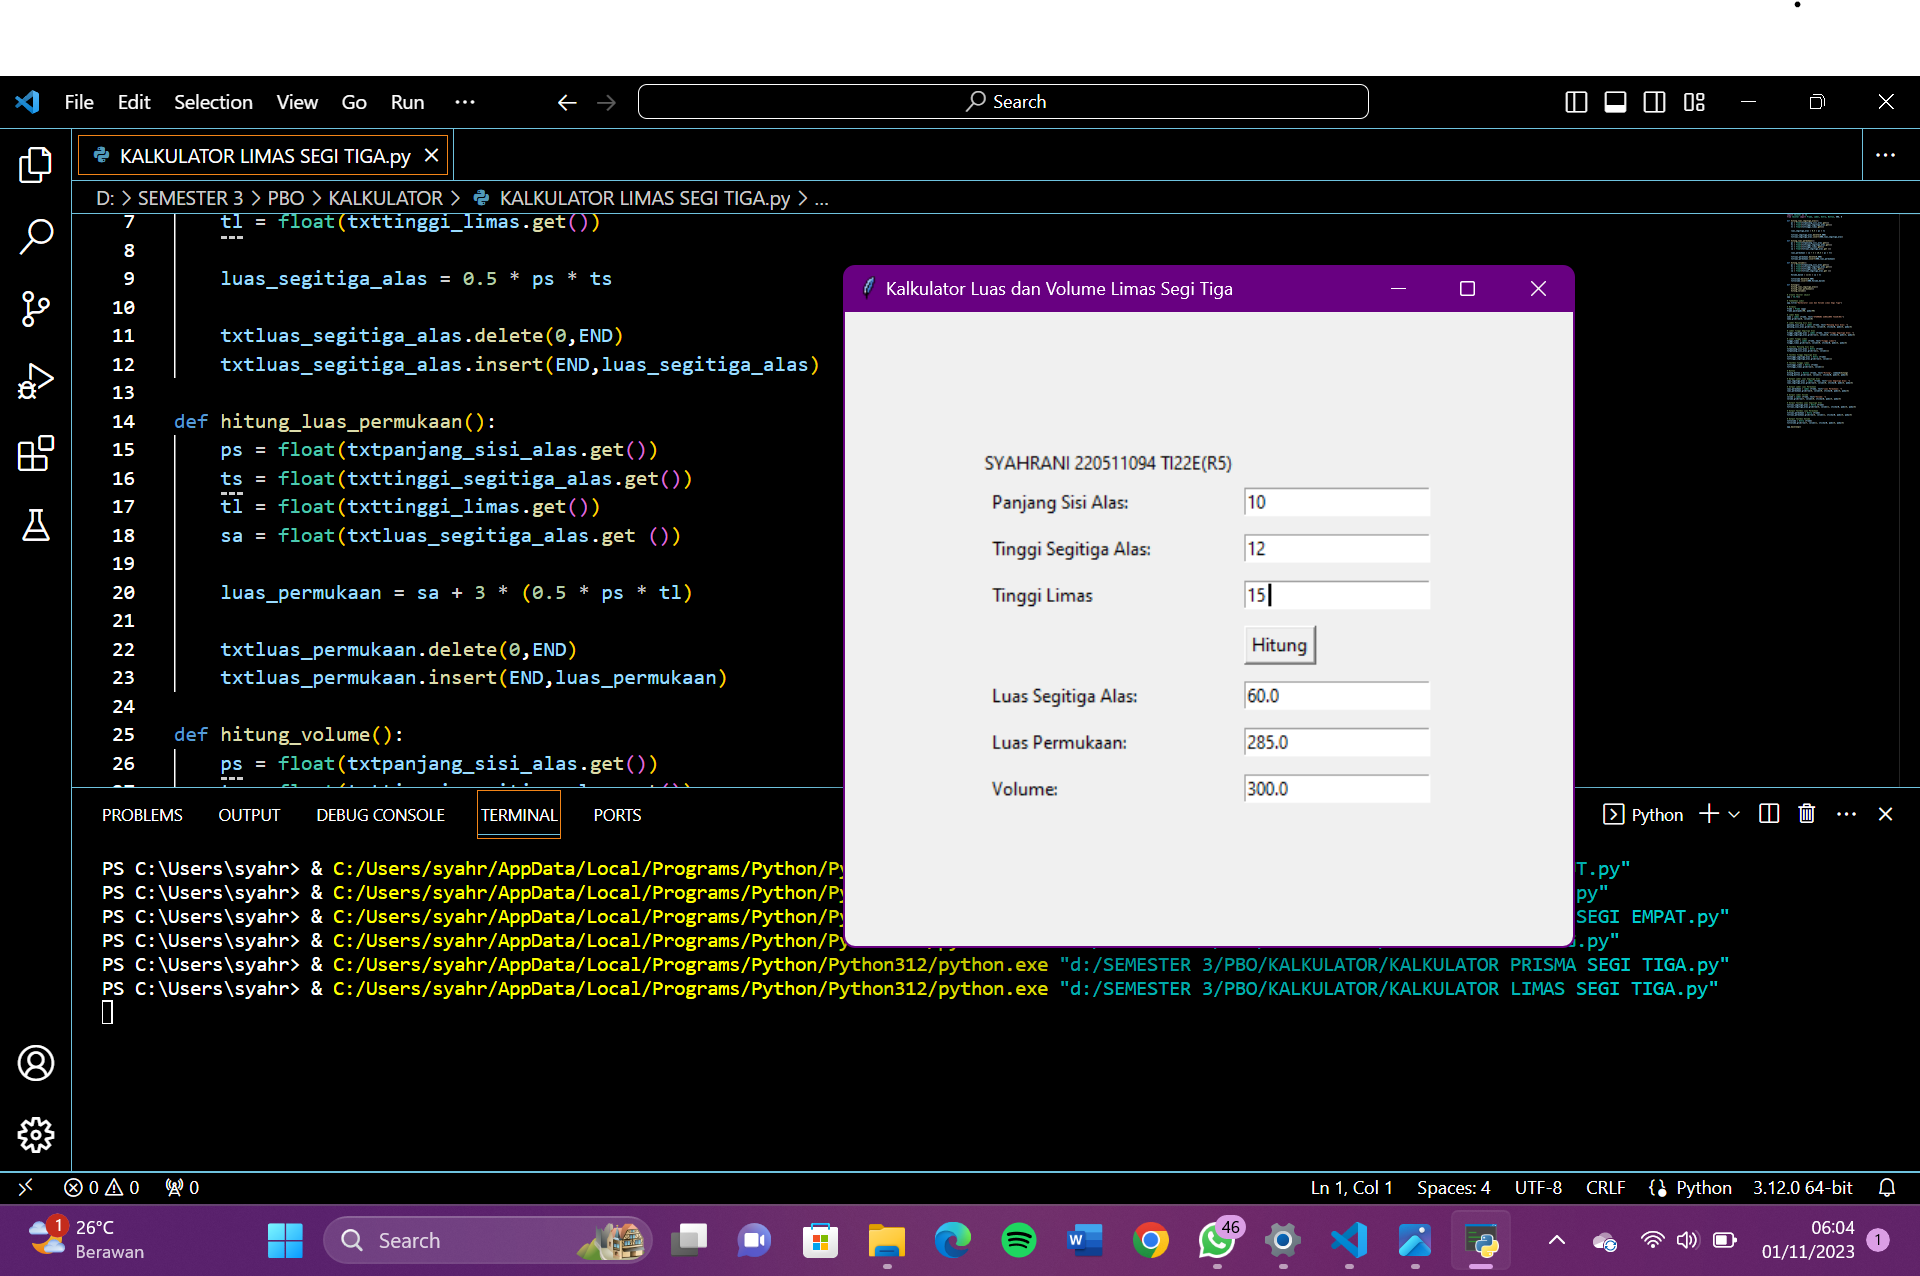 File Edit Selection View Go Run ··· Search
KALKULATOR LIMAS SEGI TIGA.py
D: > SEMESTER 3 > PBO > KALKULATOR > KALKULATOR LIMAS SEGI TIGA.py > ...
7 tl = float(txttinggi_limas.get())
8
9 luas_segitiga_alas = 0.5 * ps * ts
10
11 txtluas_segitiga_alas.delete(0,END)
12 txtluas_segitiga_alas.insert(END,luas_segitiga_alas)
13
14 def hitung_luas_permukaan():
15 ps = float(txtpanjang_sisi_alas.get())
16 ts = float(txttinggi_segitiga_alas.get())
17 tl = float(txttinggi_limas.get())
18 sa = float(txtluas_segitiga_alas.get ())
19
20 luas_permukaan = sa + 3 * (0.5 * ps * tl)
21
22 txtluas_permukaan.delete(0,END)
23 txtluas_permukaan.insert(END,luas_permukaan)
24
25 def hitung_volume():
26 ps = float(txtpanjang_sisi_alas.get())
Kalkulator Luas dan Volume Limas Segi Tiga
SYAHRANI 220511094 TI22E(R5)
Panjang Sisi Alas: 10
Tinggi Segitiga Alas: 12
Tinggi Limas 15
Hitung
Luas Segitiga Alas: 60.0
Luas Permukaan: 285.0
Volume: 300.0
PROBLEMS OUTPUT DEBUG CONSOLE TERMINAL PORTS Python
PS C:\Users\syahr> & C:/Users/syahr/AppData/Local/Programs/Python/Py T.py"
PS C:\Users\syahr> & C:/Users/syahr/AppData/Local/Programs/Python/Py py"
PS C:\Users\syahr> & C:/Users/syahr/AppData/Local/Programs/Python/Py SEGI EMPAT.py"
PS C:\Users\syahr> & C:/Users/syahr/AppData/Local/Programs/Python/Py .py"
PS C:\Users\syahr> & C:/Users/syahr/AppData/Local/Programs/Python/Python312/python.exe "d:/SEMESTER 3/PBO/KALKULATOR/KALKULATOR PRISMA SEGI TIGA.py"
PS C:\Users\syahr> & C:/Users/syahr/AppData/Local/Programs/Python/Python312/python.exe "d:/SEMESTER 3/PBO/KALKULATOR/KALKULATOR LIMAS SEGI TIGA.py"
0 0 0 Ln 1, Col 1 Spaces: 4 UTF-8 CRLF Python 3.12.0 64-bit
1 26°C
Berawan
Search
46
06:04
01/11/2023
1